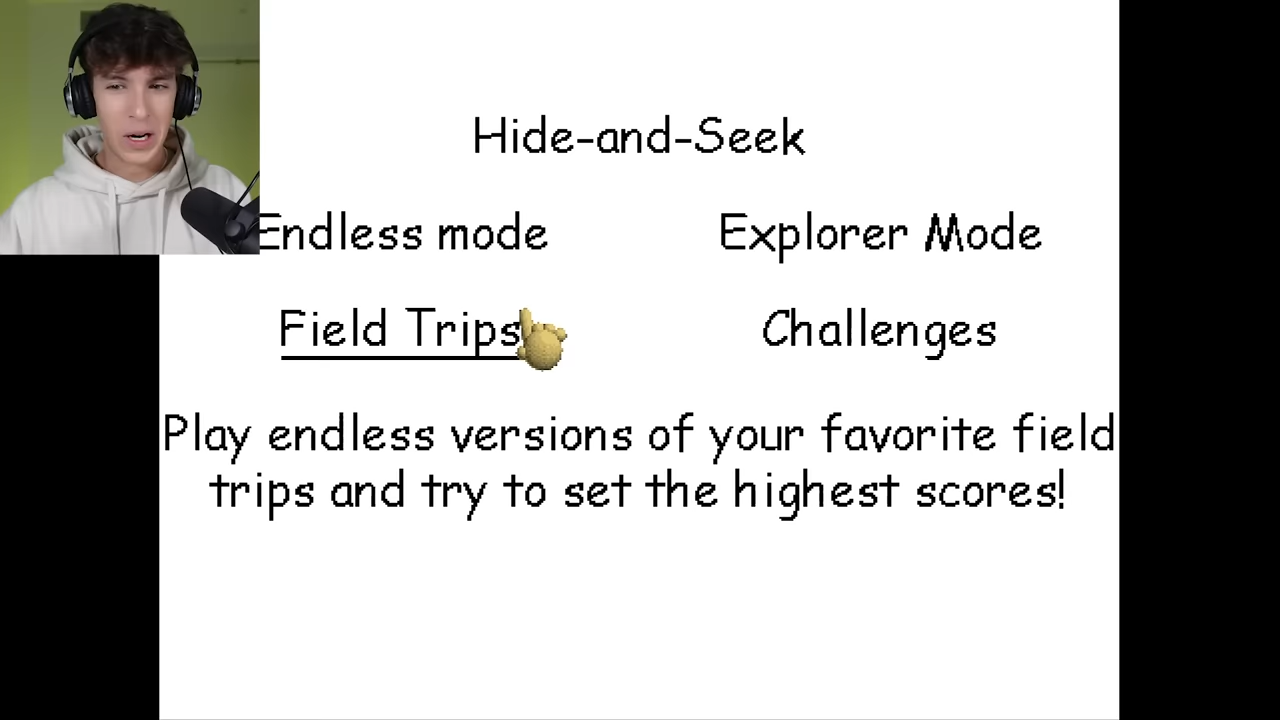 Hide-and-Seek
Endless mode
Explorer Mode
Field Trips
Challenges
Play endless versions of your favorite field
trips and try to set the highest scores!